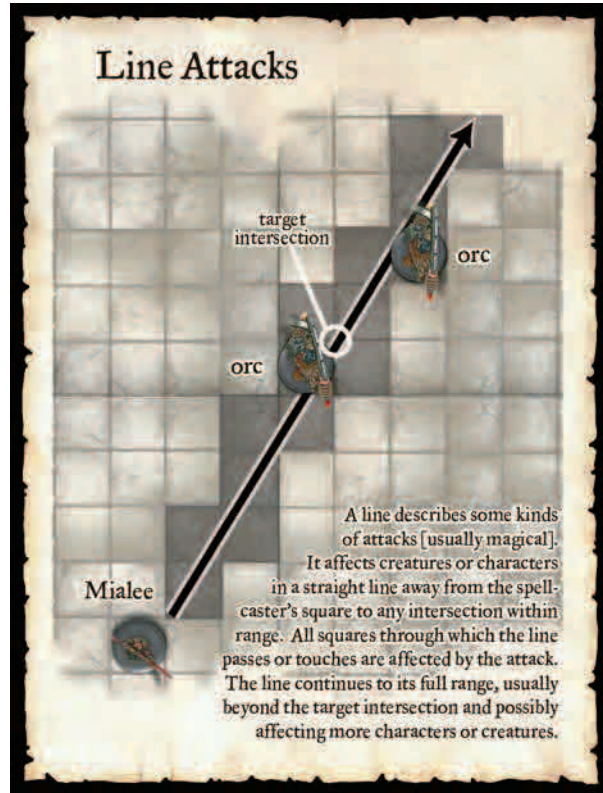 Line Attacks
target
intersection
orc
orc
Mialee
A line describes some kinds
of attacks [usually magical].
It affects creatures or characters
in a straight line away from the spell-
caster's square to any intersection within
range. All squares through which the line
passes or touches are affected by the attack.
The line continues to its full range, usually
beyond the target intersection and possibly
affecting more characters or creatures.